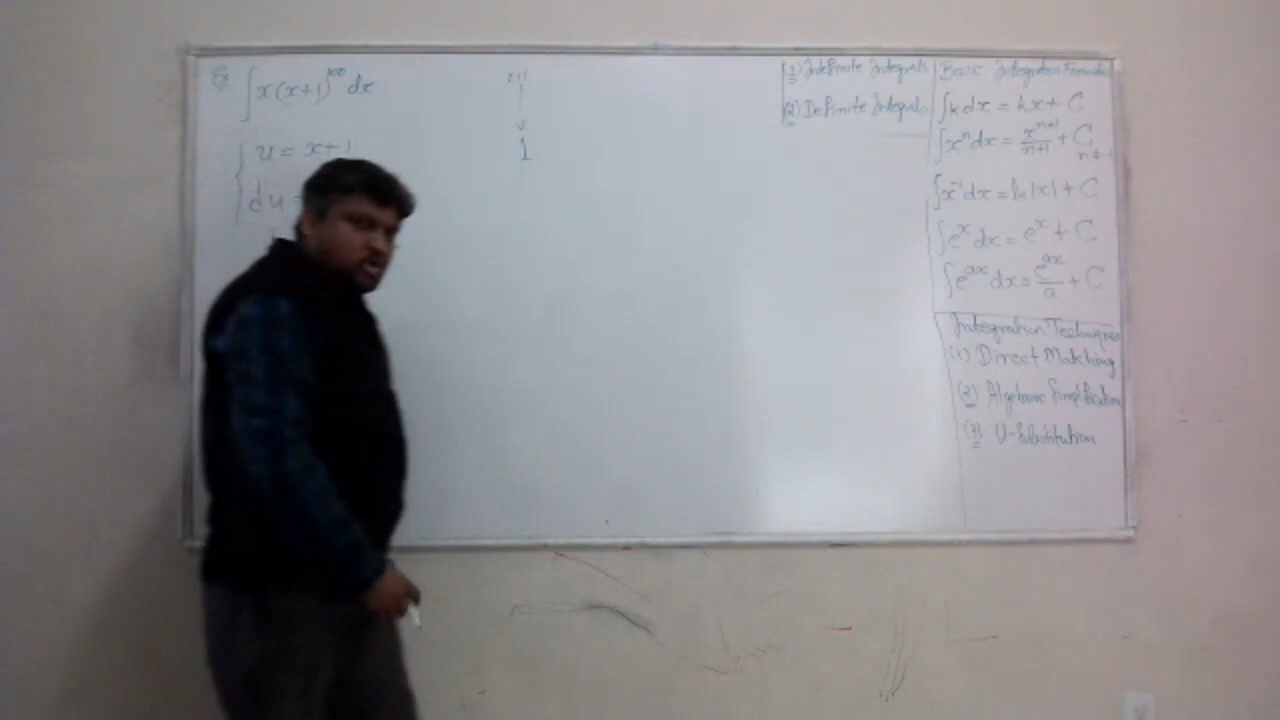 Ex ∫x(x+1)^100 dx
u = x+1
du =
x+1
↓
1
(1) Indefinite Integrals
(2) Definite Integrals
Basic Integration Formulas
∫k dx = kx + C
∫x^n dx = x^(n+1)/(n+1) + C
∫x^-1 dx = ln|x| + C
∫e^x dx = e^x + C
∫e^(ax) dx = e^(ax)/a + C
Integration Techniques
(1) Direct Matching
(2) Algebraic Simplification
(3) U-Substitution